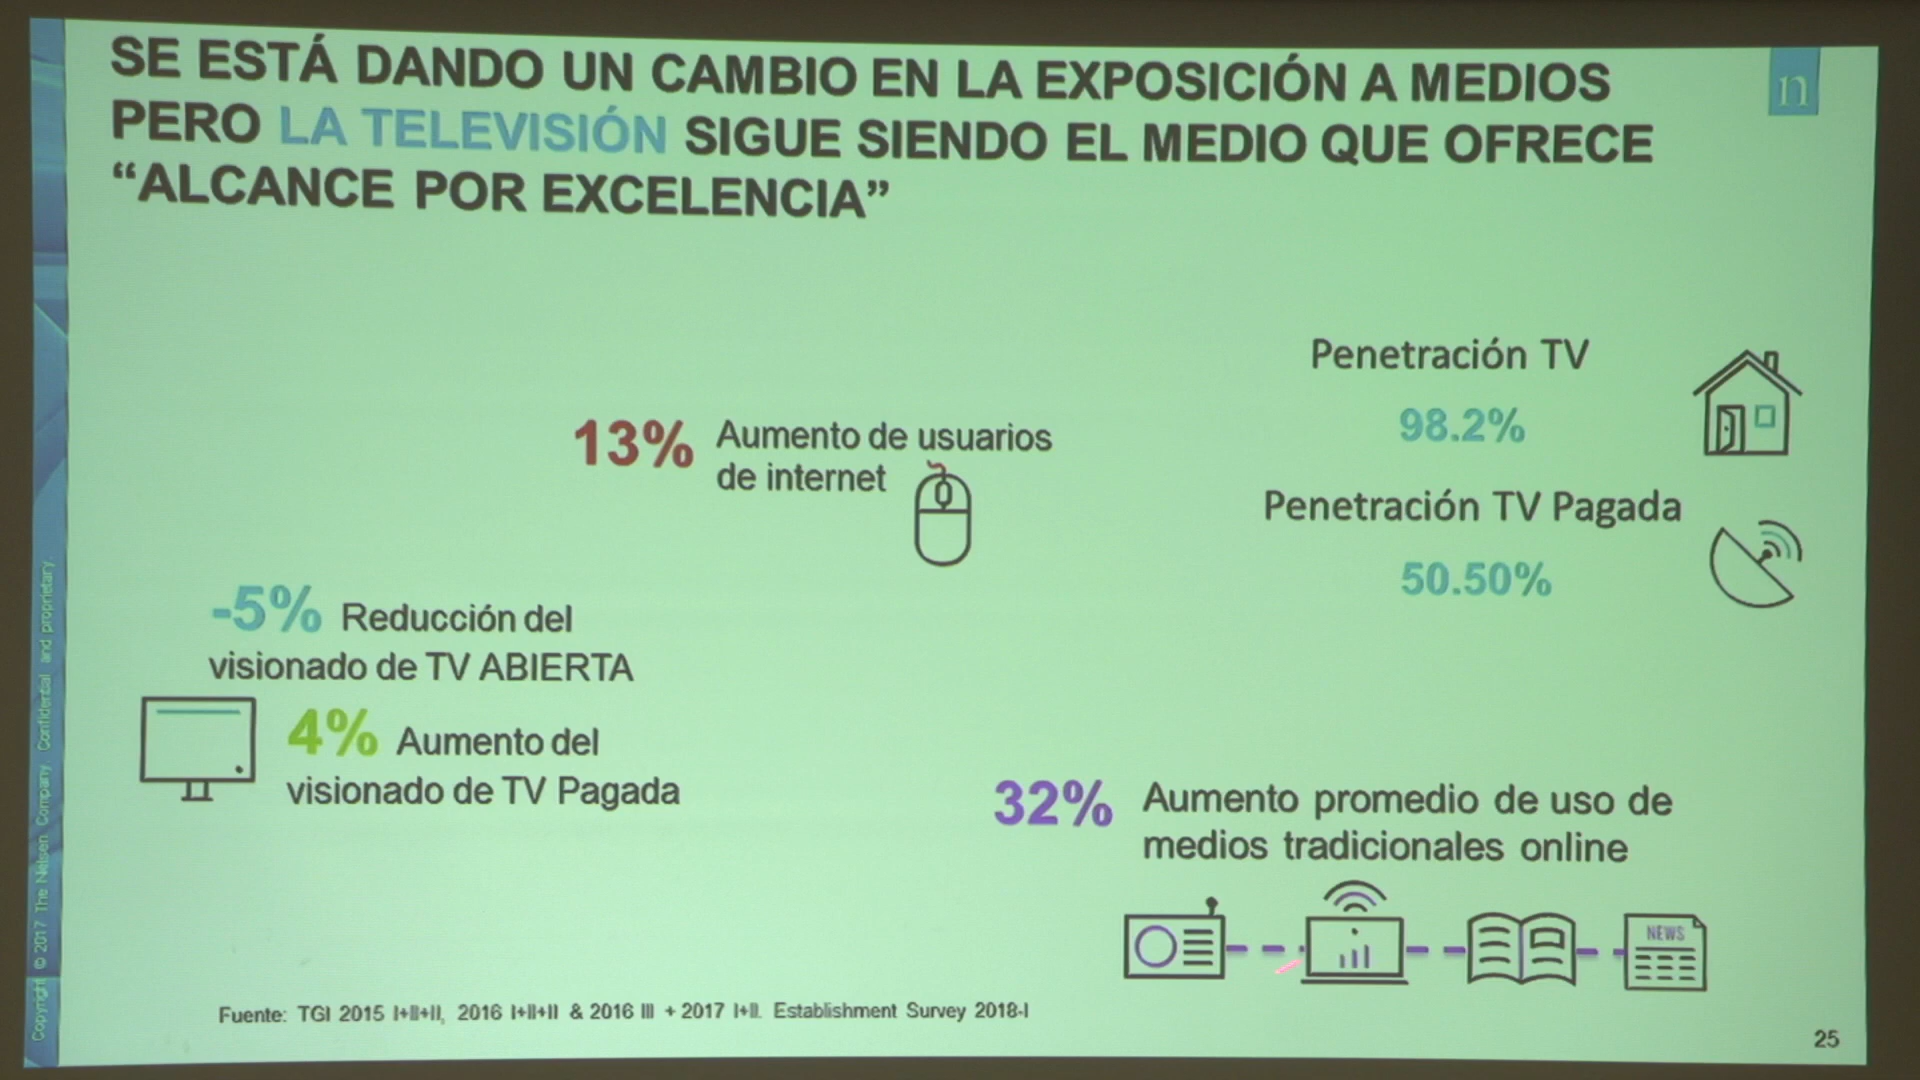 SE ESTÁ DANDO UN CAMBIO EN LA EXPOSICIÓN A MEDIOS
PERO LA TELEVISIÓN SIGUE SIENDO EL MEDIO QUE OFRECE
“ALCANCE POR EXCELENCIA”
n
Penetración TV
98.2%
13% Aumento de usuarios
de internet
Penetración TV Pagada
50.50%
-5% Reducción del
visionado de TV ABIERTA
4% Aumento del
visionado de TV Pagada
32% Aumento promedio de uso de
medios tradicionales online
NEWS
Fuente: TGI 2015 I+II+II, 2016 I+II+II & 2016 III + 2017 I+II. Establishment Survey 2018-I
25
Copyright © 2017 The Nielsen Company. Confidential and proprietary.